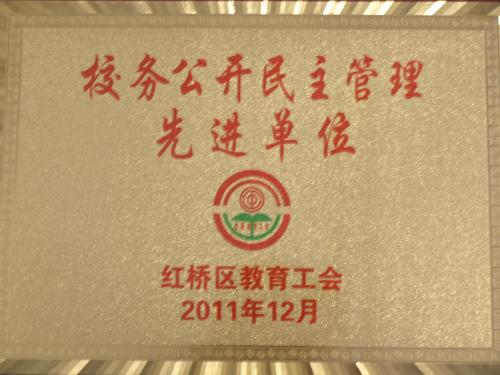 校务公开民主管理
先进单位
红桥区教育工会
2011年12月